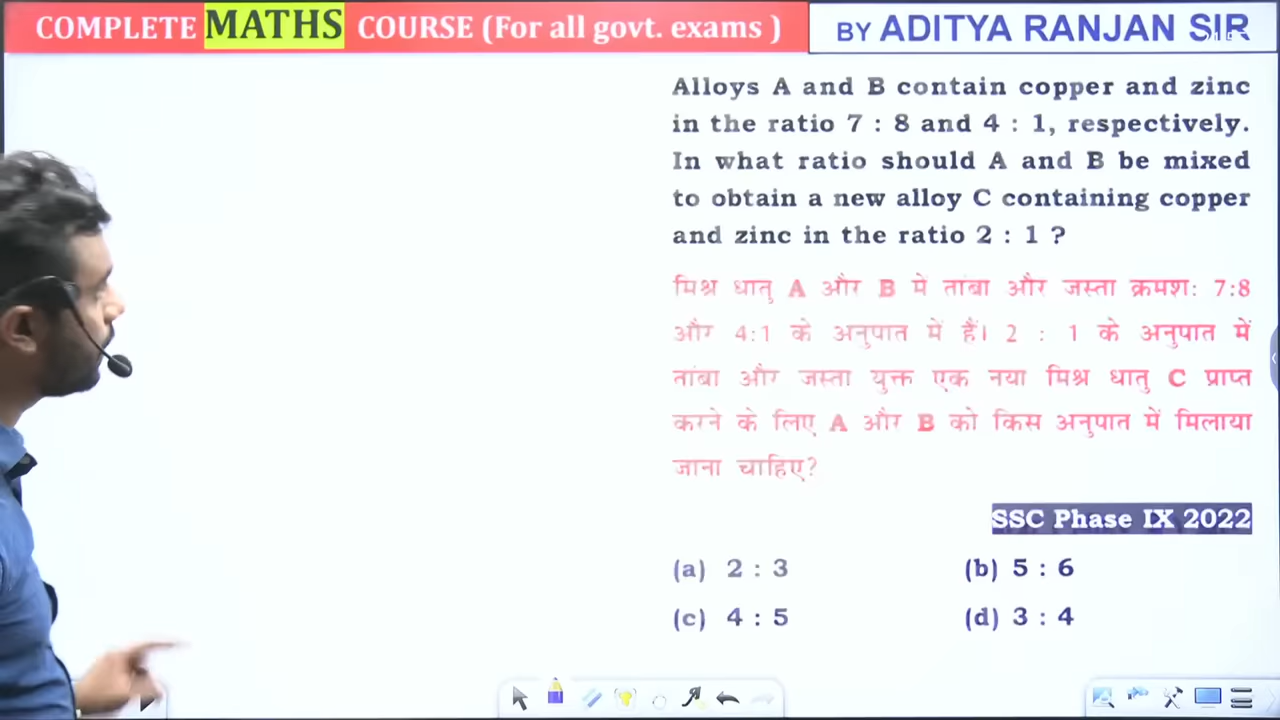 COMPLETE MATHS COURSE (For all govt. exams )
BY ADITYA RANJAN SIR
Alloys A and B contain copper and zinc
in the ratio 7 : 8 and 4 : 1, respectively.
In what ratio should A and B be mixed
to obtain a new alloy C containing copper
and zinc in the ratio 2 : 1 ?
मिश्र धातु A और B में तांबा और जस्ता क्रमश: 7:8
और 4:1 के अनुपात में हैं। 2 : 1 के अनुपात में
तांबा और जस्ता युक्त एक नया मिश्र धातु C प्राप्त
करने के लिए A और B को किस अनुपात में मिलाया
जाना चाहिए?
SSC Phase IX 2022
(a) 2 : 3
(b) 5 : 6
(c) 4 : 5
(d) 3 : 4